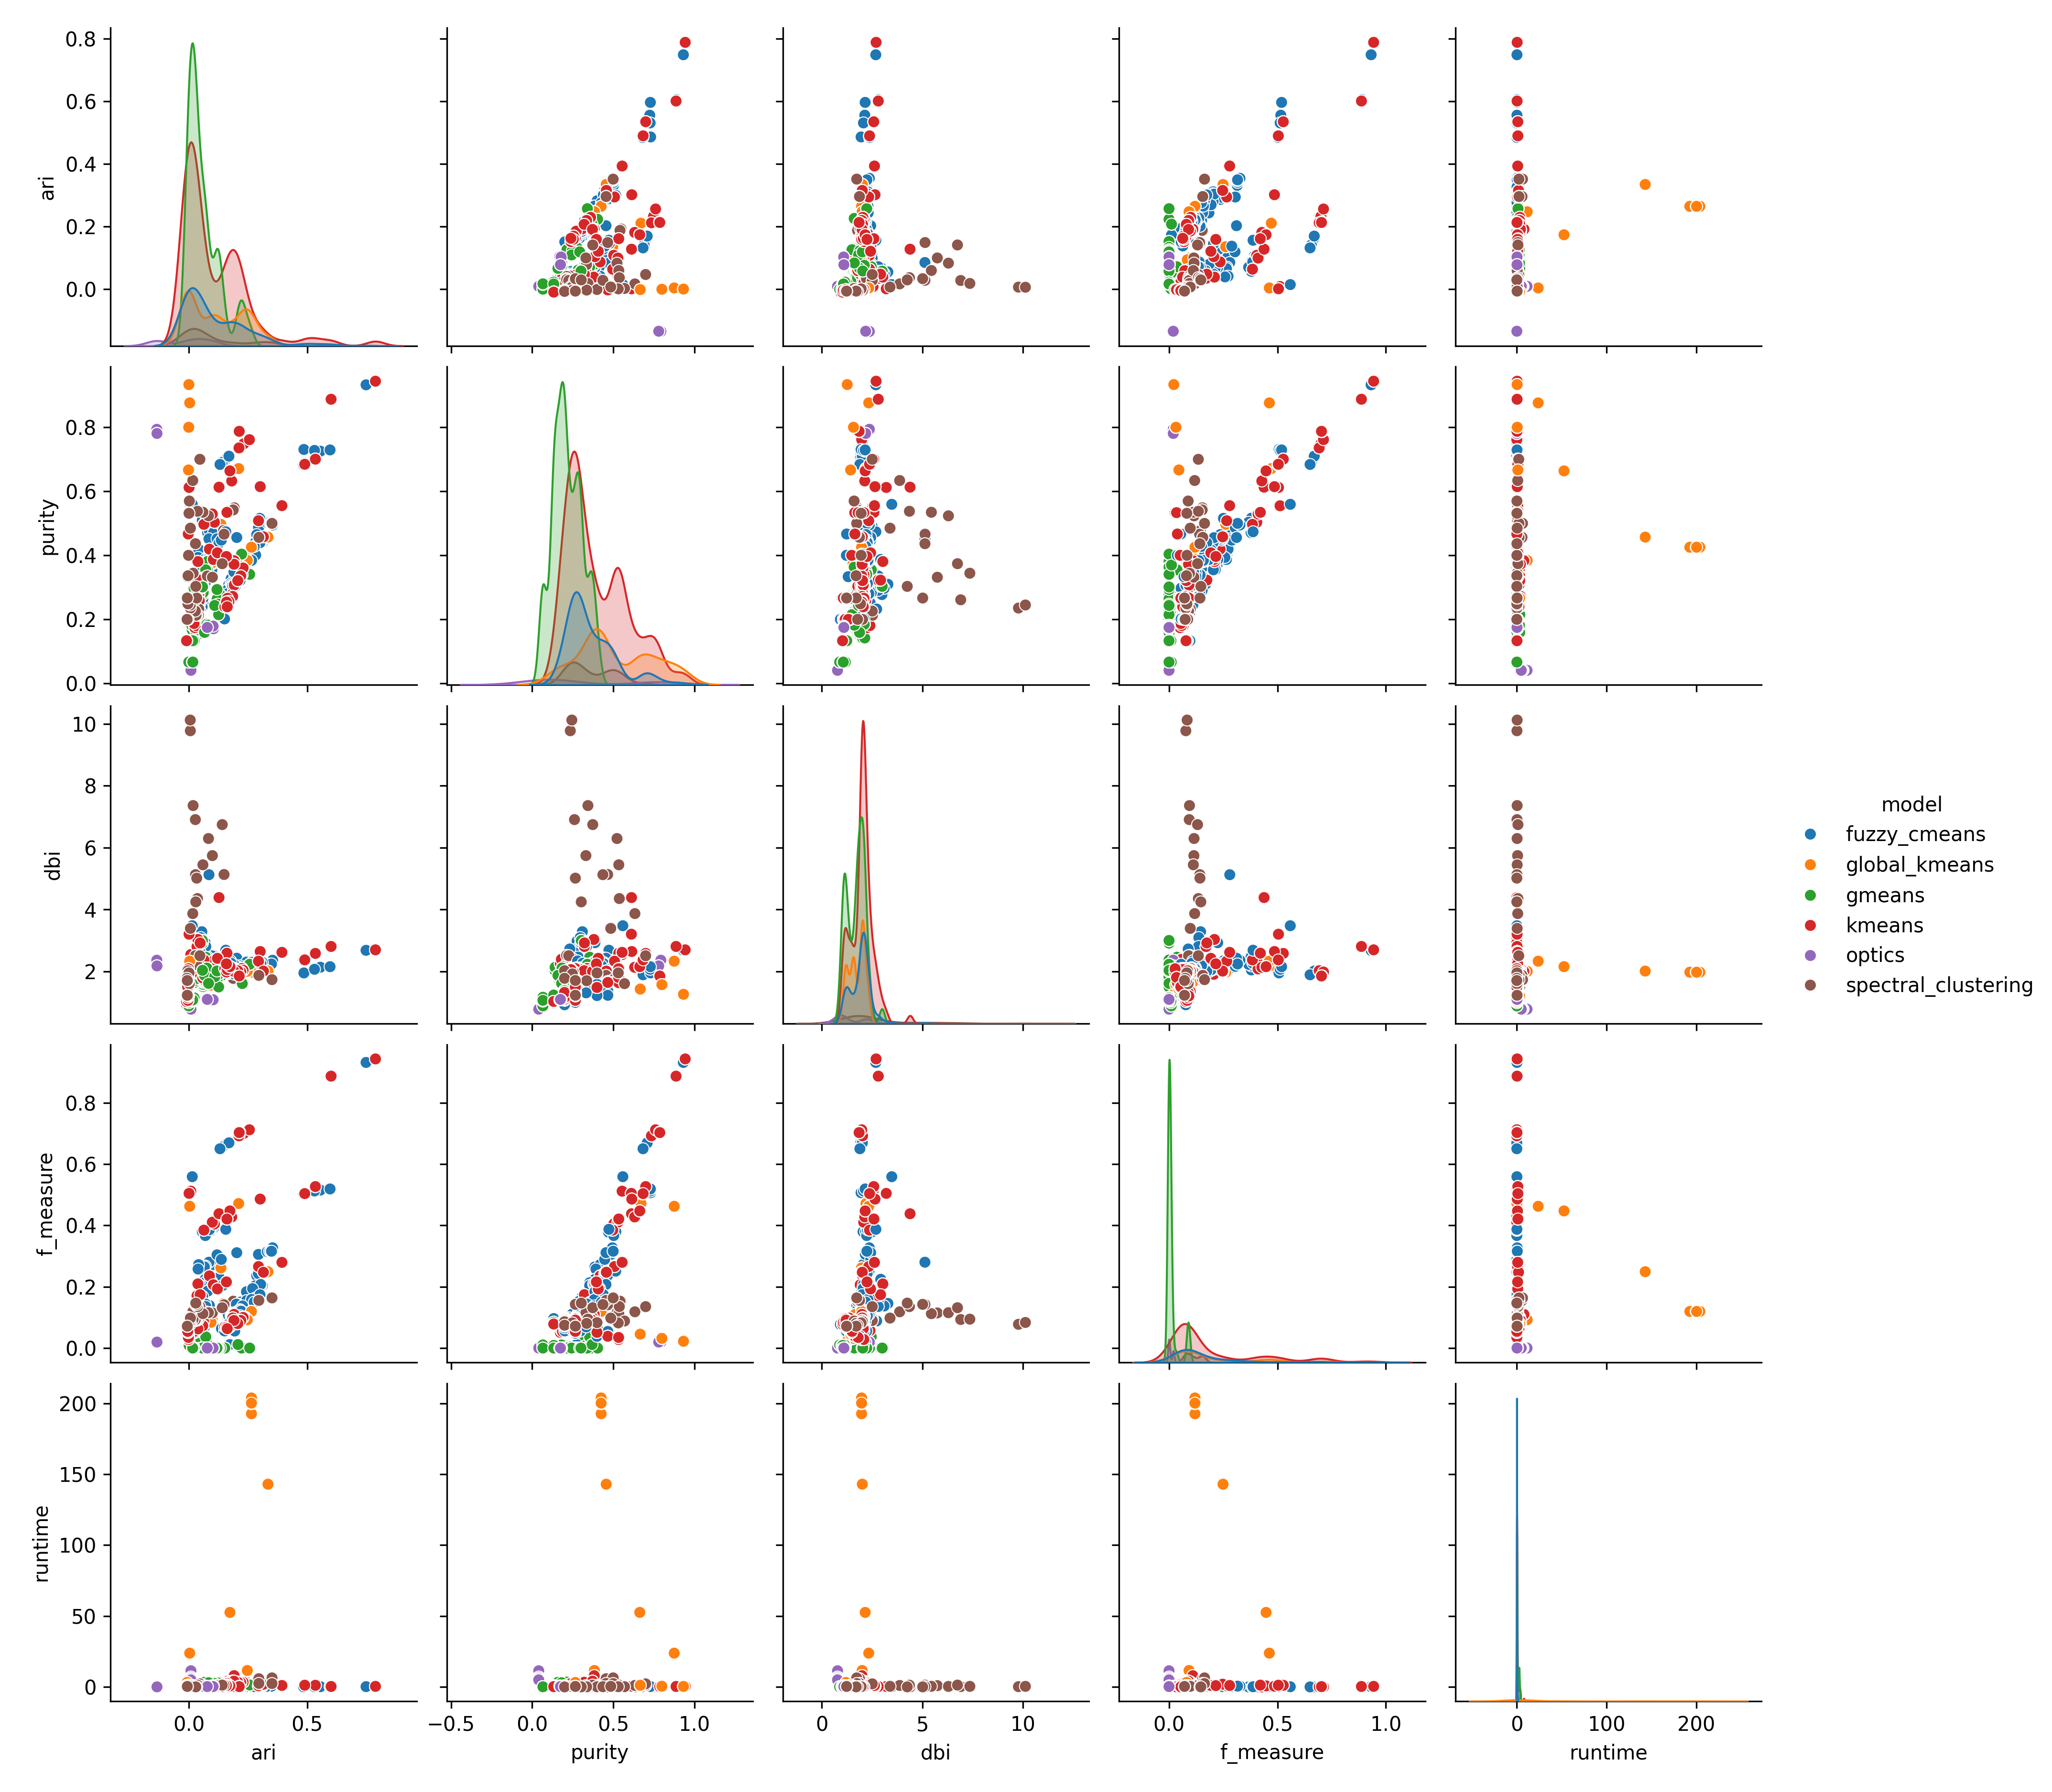 0.8
0.6
0.4
0.2
0.0
ari
0.8
0.6
0.4
0.2
0.0
purity
10
8
6
4
2
dbi
model
fuzzy_cmeans
global_kmeans
gmeans
kmeans
optics
spectral_clustering
0.8
0.6
0.4
0.2
0.0
f_measure
200
150
100
50
0
runtime
0.0 0.5
−0.5 0.0 0.5 1.0
0 5 10
0.0 0.5 1.0
0 100 200
ari purity dbi f_measure runtime